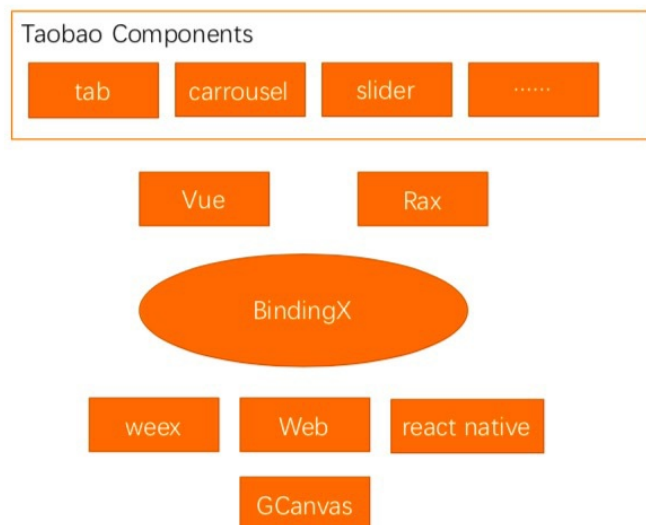 Taobao Components
tab
carrousel
slider
......
Vue
Rax
BindingX
weex
Web
react native
GCanvas